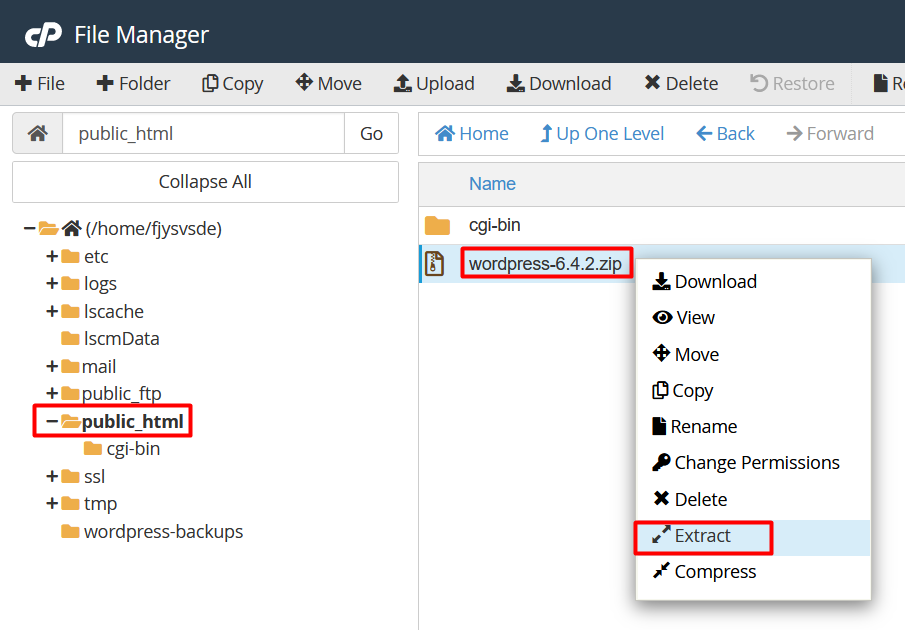 cP File Manager
File Folder Copy Move Upload Download Delete Restore
public_html Go
Collapse All
(/home/fjysvsde)
etc
logs
lscache
lscmData
mail
public_ftp
public_html
cgi-bin
ssl
tmp
wordpress-backups
Home Up One Level Back Forward
Name
cgi-bin
wordpress-6.4.2.zip
Download
View
Move
Copy
Rename
Change Permissions
Delete
Extract
Compress